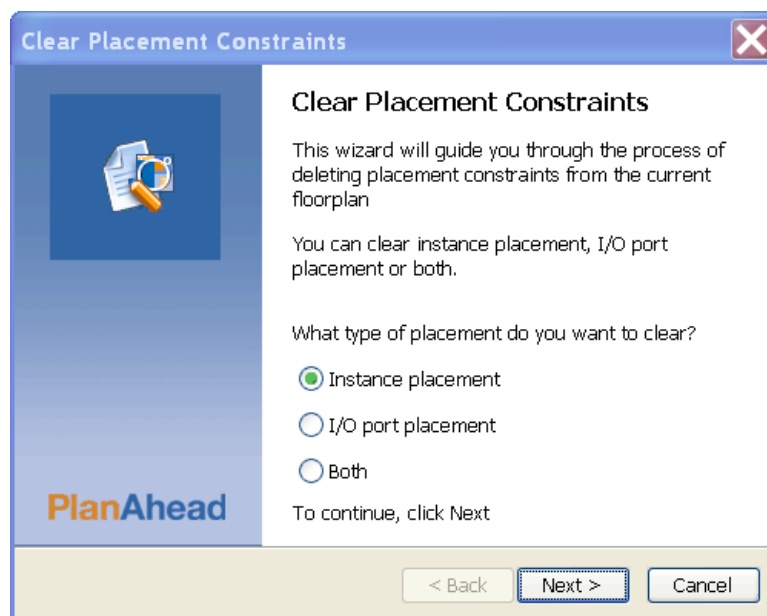 Clear Placement Constraints
Clear Placement Constraints
This wizard will guide you through the process of
deleting placement constraints from the current
floorplan
You can clear instance placement, I/O port
placement or both.
What type of placement do you want to clear?
Instance placement
I/O port placement
Both
PlanAhead
To continue, click Next
< Back Next > Cancel